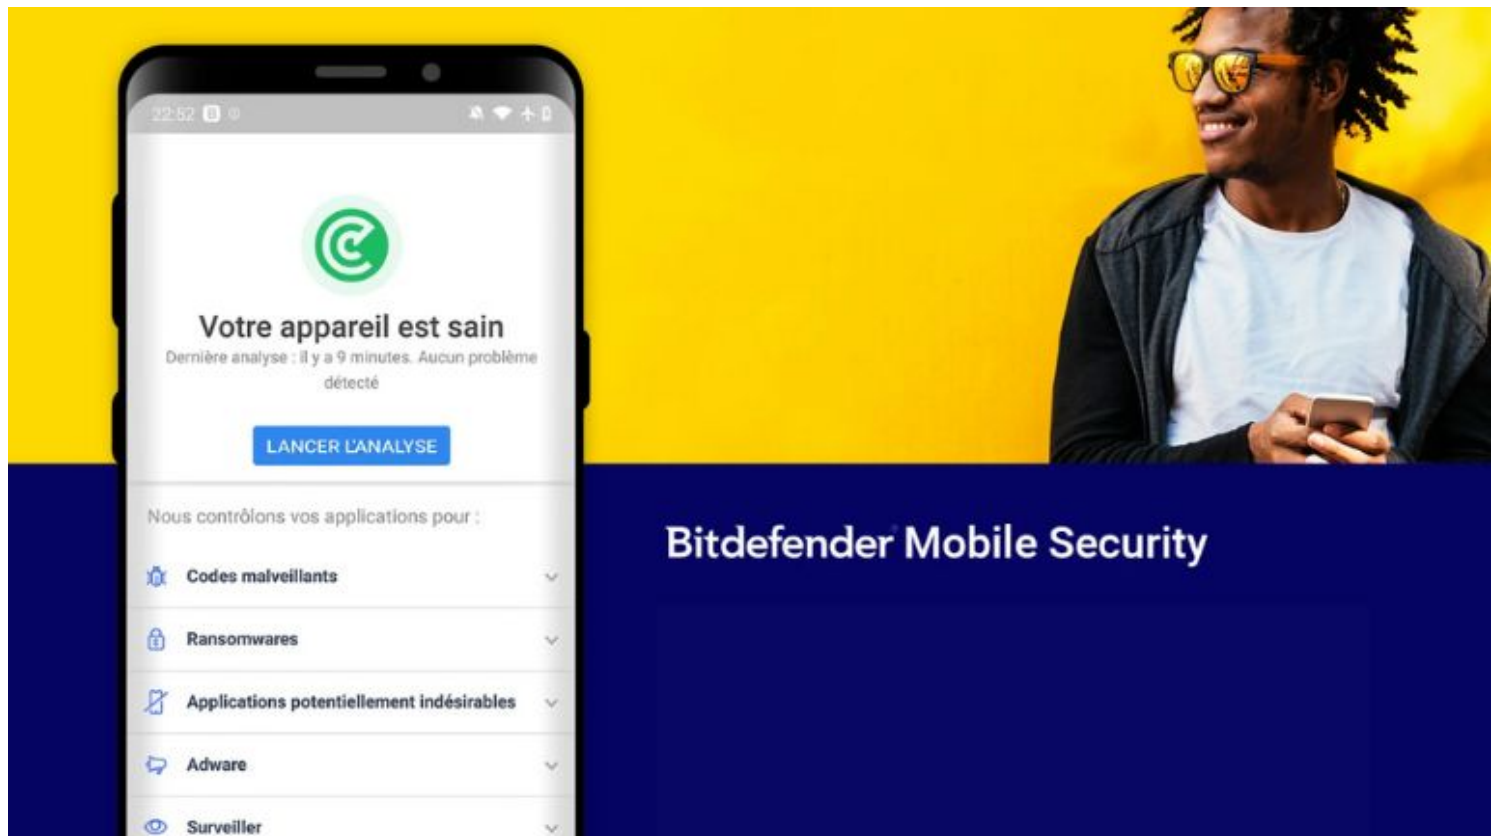 22:52
Votre appareil est sain
Dernière analyse : il y a 9 minutes. Aucun problème
détecté
LANCER L'ANALYSE
Nous contrôlons vos applications pour :
Codes malveillants
Ransomwares
Applications potentiellement indésirables
Adware
Surveiller
Bitdefender Mobile Security